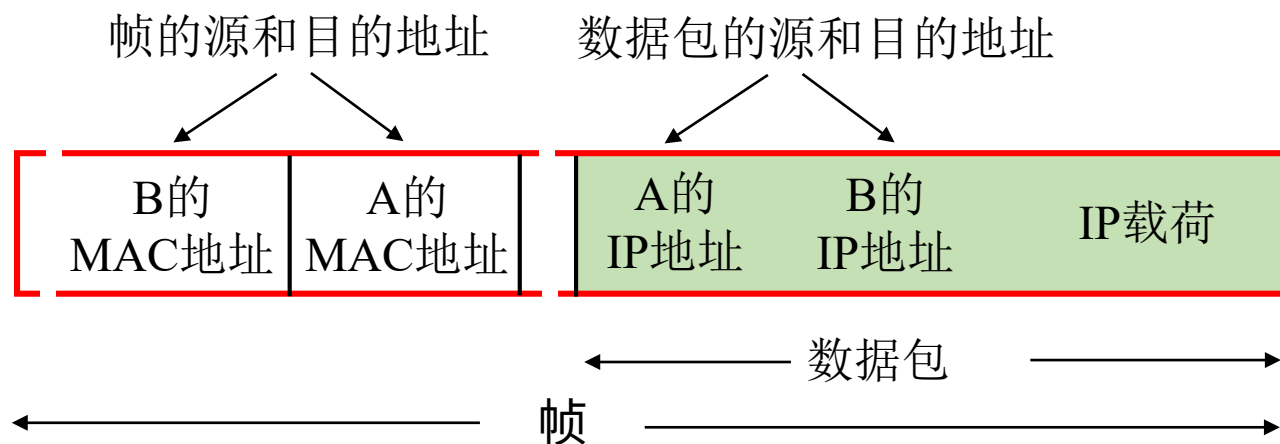 帧的源和目的地址
数据包的源和目的地址
B的
MAC地址
A的
MAC地址
A的
IP地址
B的
IP地址
IP载荷
数据包
帧